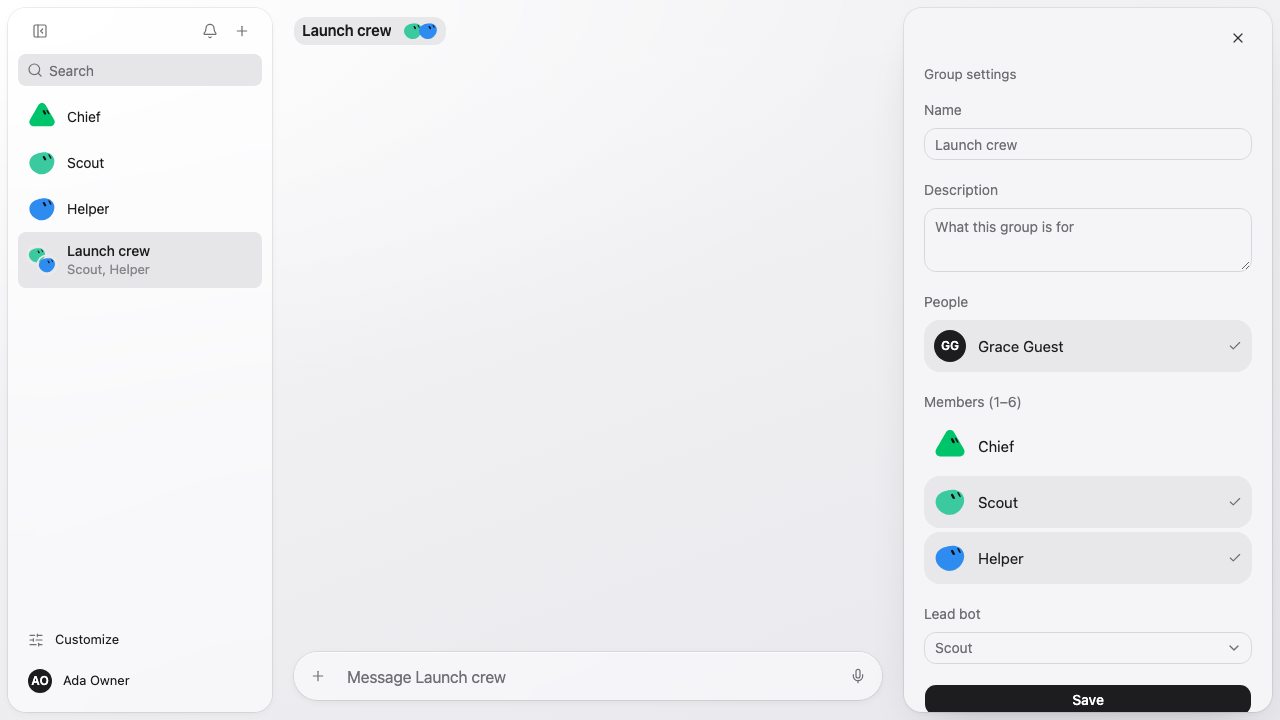 Search
Chief
Scout
Helper
Launch crew
Scout, Helper
Customize
AO
Ada Owner
Launch crew
Message Launch crew
Group settings
Name
Launch crew
Description
What this group is for
People
GG
Grace Guest
Members (1–6)
Chief
Scout
Helper
Lead bot
Scout
Save